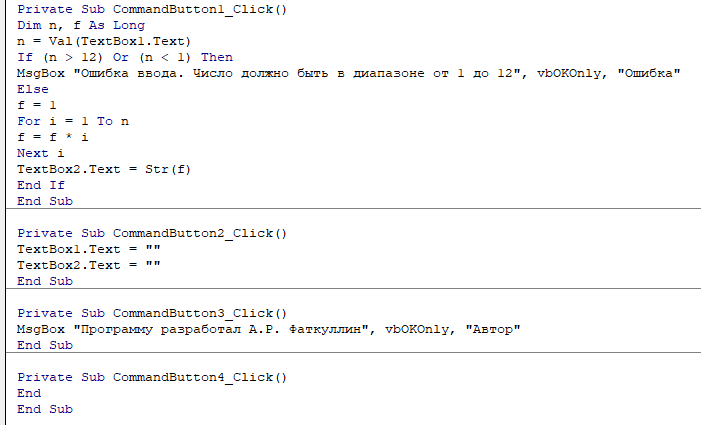 Private Sub CommandButton1_Click()
Dim n, f As Long
n = Val(TextBox1.Text)
If (n > 12) Or (n < 1) Then
MsgBox "Ошибка ввода. Число должно быть в диапазоне от 1 до 12", vbOKOnly, "Ошибка"
Else
f = 1
For i = 1 To n
f = f * i
Next i
TextBox2.Text = Str(f)
End If
End Sub
Private Sub CommandButton2_Click()
TextBox1.Text = ""
TextBox2.Text = ""
End Sub
Private Sub CommandButton3_Click()
MsgBox "Программу разработал А.Р. Фаткуллин", vbOKOnly, "Автор"
End Sub
Private Sub CommandButton4_Click()
End
End Sub